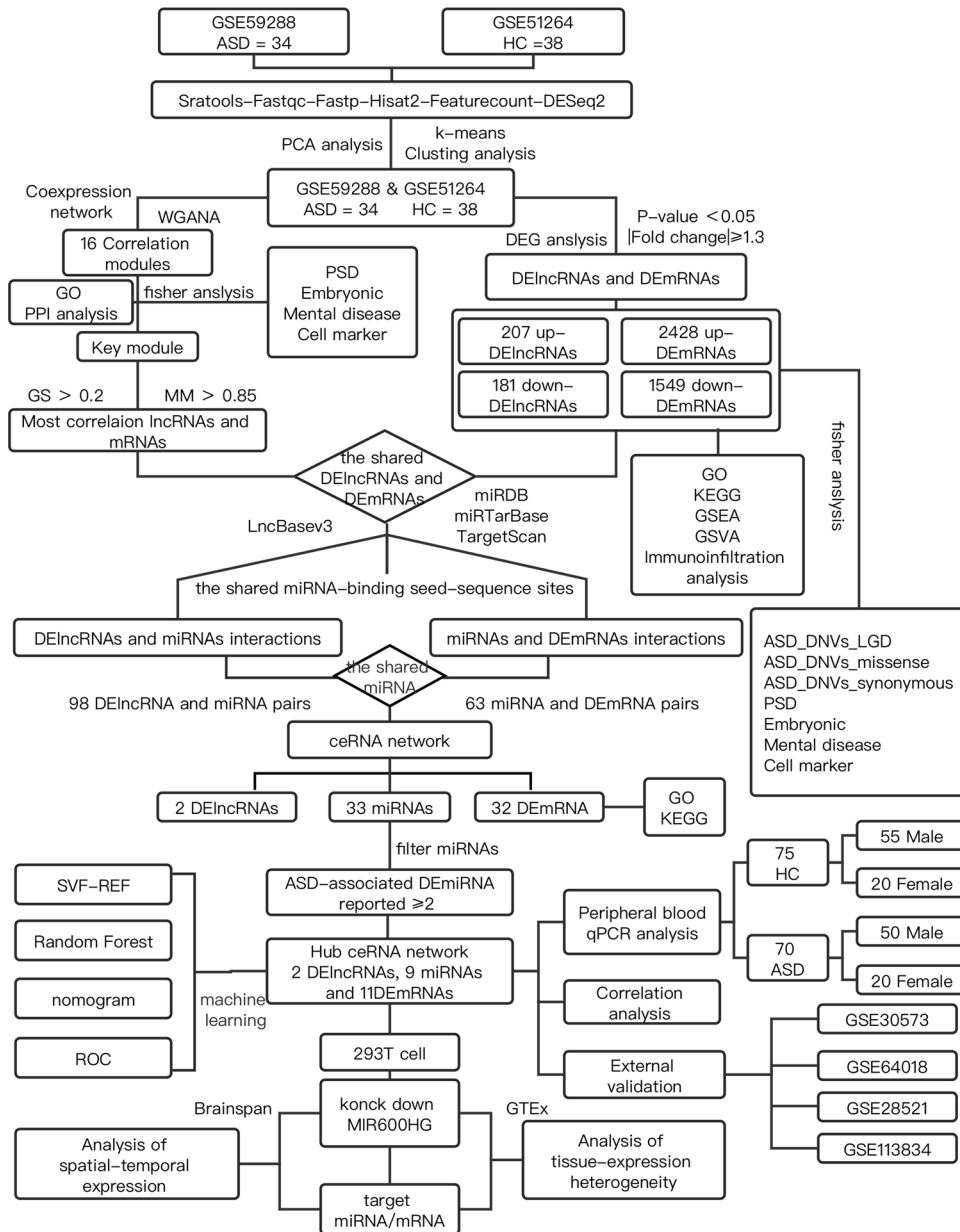 GSE59288
ASD = 34
GSE51264
HC =38
Sratools-Fastqc-Fastp-Hisat2-Featurecount-DESeq2
PCA analysis
k-means
Clusting analysis
GSE59288 & GSE51264
ASD = 34 HC = 38
Coexpression
network
WGANA
16 Correlation
modules
GO
PPI analysis
fisher anslysis
PSD
Embryonic
Mental disease
Cell marker
Key module
GS > 0.2
MM > 0.85
Most correlaion lncRNAs and
mRNAs
P-value <0.05
|Fold change|≥1.3
DEG anslysis
DElncRNAs and DEmRNAs
207 up-
DElncRNAs
2428 up-
DEmRNAs
181 down-
DElncRNAs
1549 down-
DEmRNAs
fisher anslysis
the shared
DElncRNAs and
DEmRNAs
GO
KEGG
GSEA
GSVA
Immunoinfiltration
analysis
LncBasev3
miRDB
miRTarBase
TargetScan
the shared miRNA-binding seed-sequence sites
DElncRNAs and miRNAs interactions
miRNAs and DEmRNAs interactions
the shared
miRNA
98 DElncRNA and miRNA pairs
63 miRNA and DEmRNA pairs
ASD_DNVs_LGD
ASD_DNVs_missense
ASD_DNVs_synonymous
PSD
Embryonic
Mental disease
Cell marker
ceRNA network
2 DElncRNAs
33 miRNAs
32 DEmRNA
GO
KEGG
filter miRNAs
ASD-associated DEmiRNA
reported ≥2
SVF-REF
Random Forest
nomogram
ROC
machine
learning
Hub ceRNA network
2 DElncRNAs, 9 miRNAs
and 11DEmRNAs
Peripheral blood
qPCR analysis
75
HC
55 Male
20 Female
70
ASD
50 Male
20 Female
Correlation
analysis
External
validation
GSE30573
GSE64018
GSE28521
GSE113834
293T cell
Brainspan
konck down
MIR600HG
GTEx
Analysis of
spatial-temporal
expression
Analysis of
tissue-expression
heterogeneity
target
miRNA/mRNA